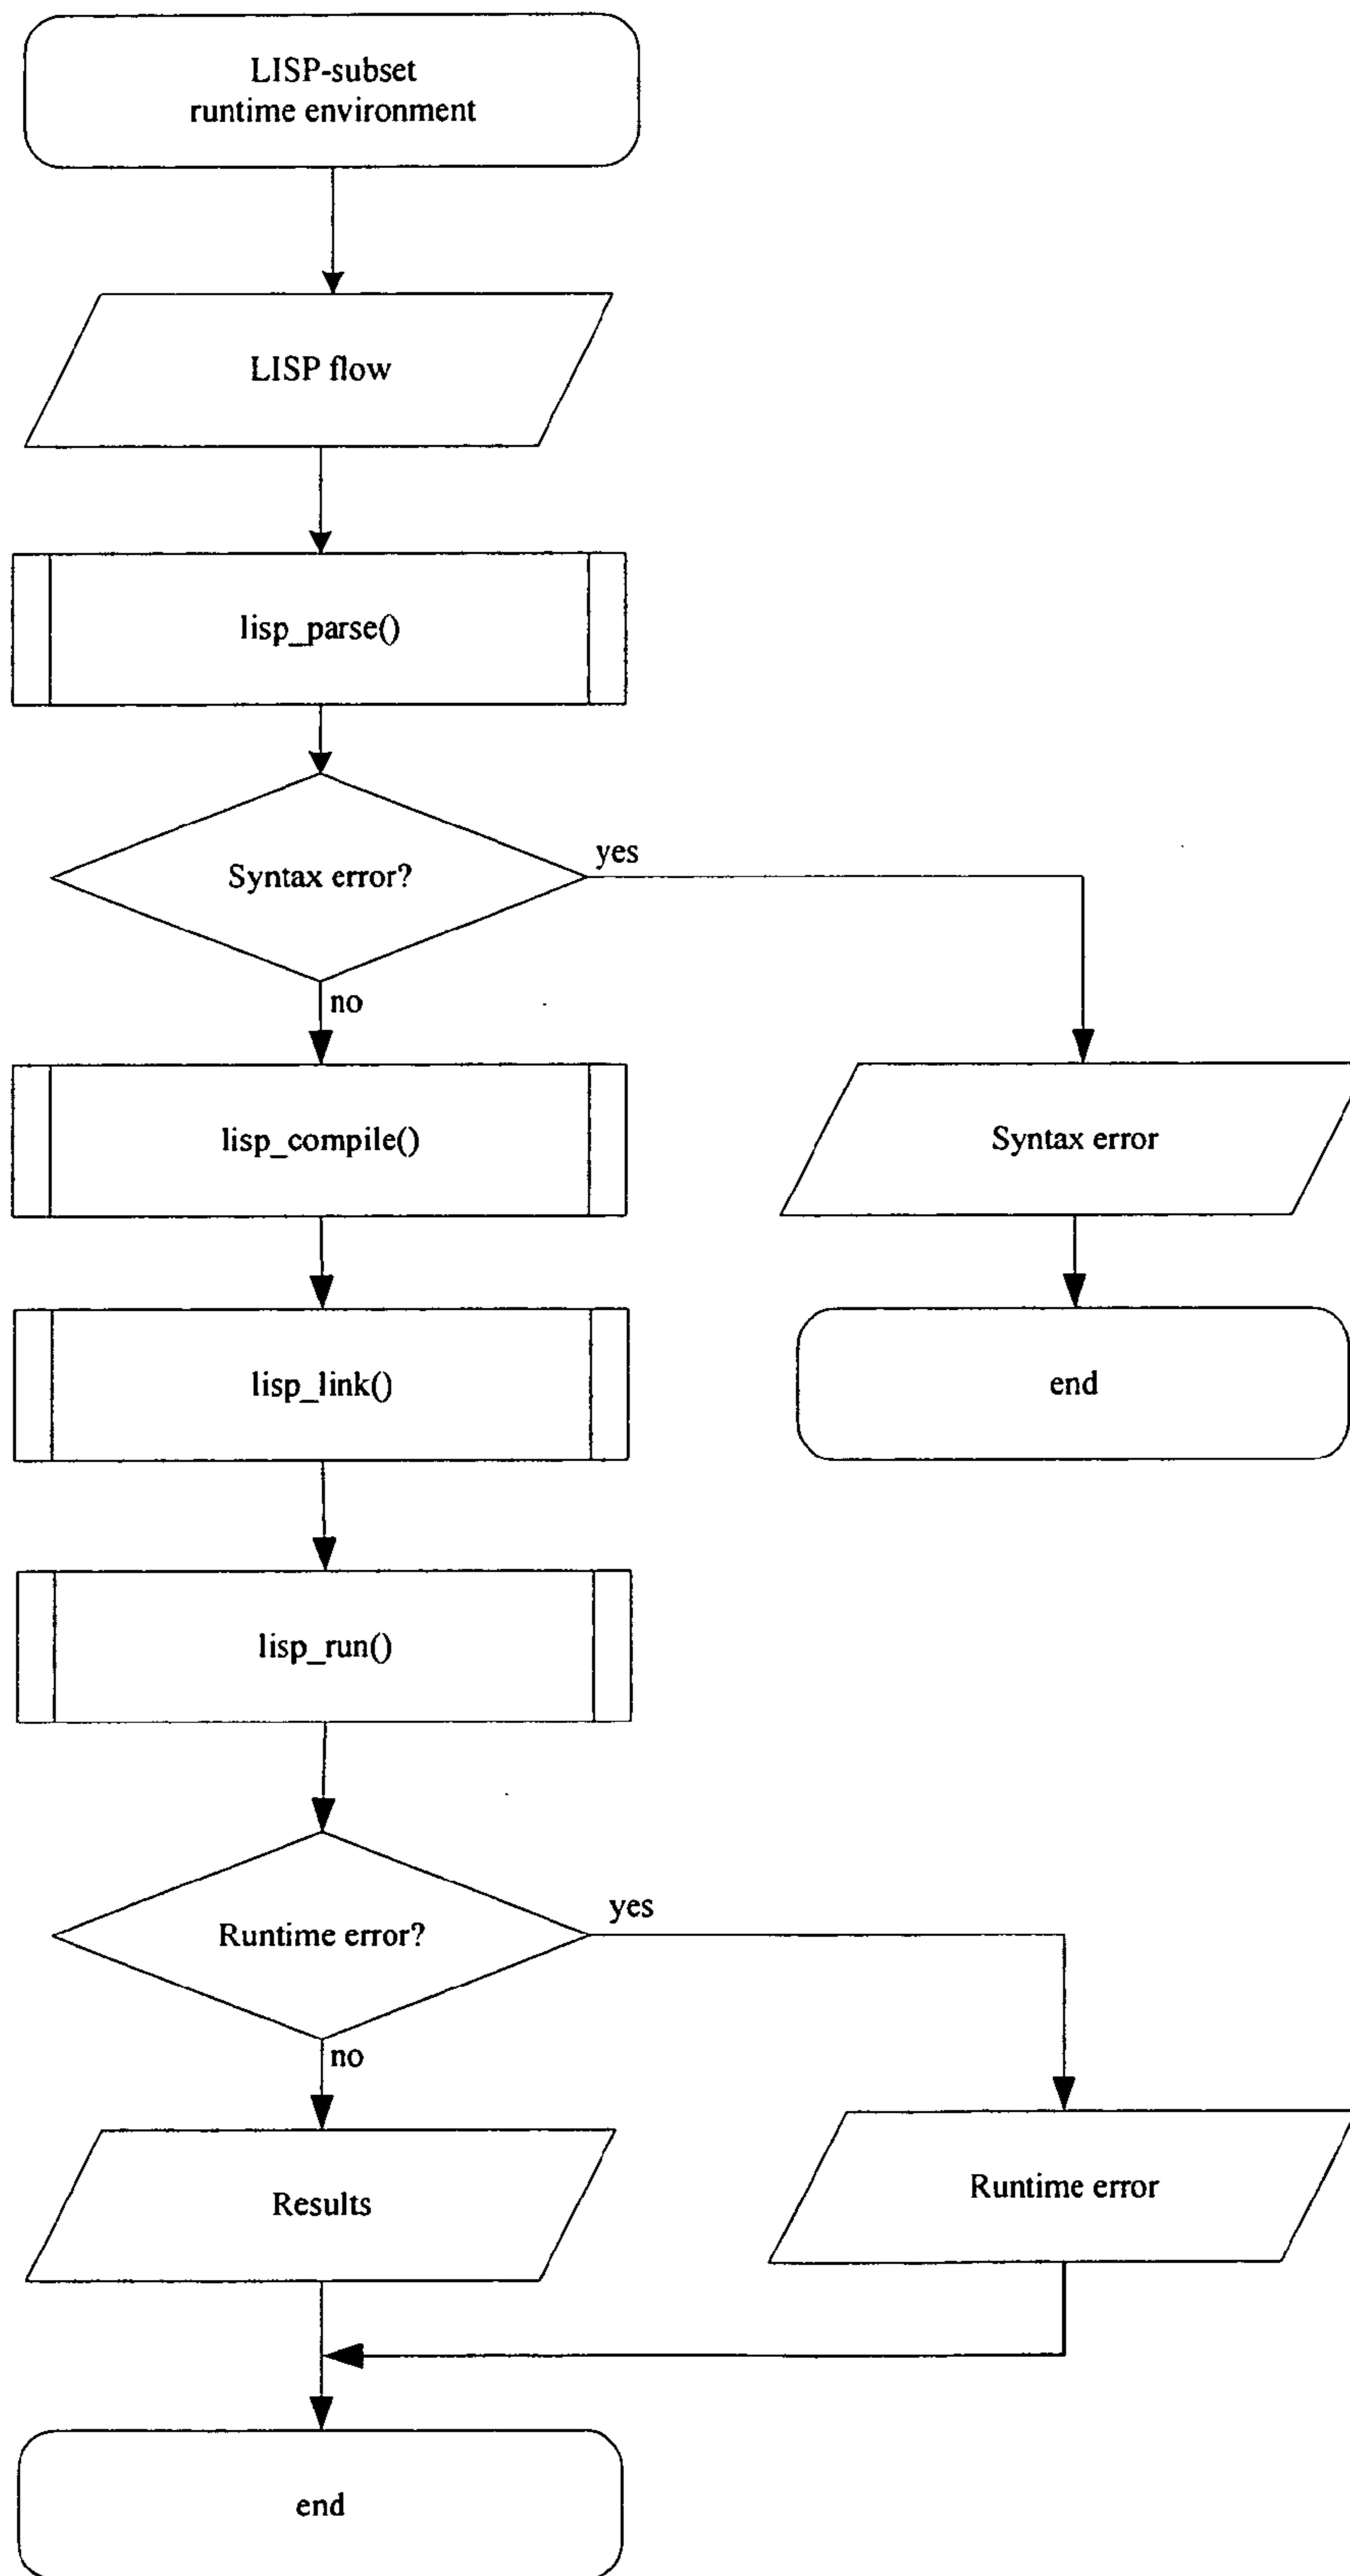 LISP-subset
runtime environment
LISP flow
lisp_parse()
Syntax error?
yes
no
lisp_compile()
Syntax error
lisp_link()
end
lisp_run()
Runtime error?
yes
no
Results
Runtime error
end